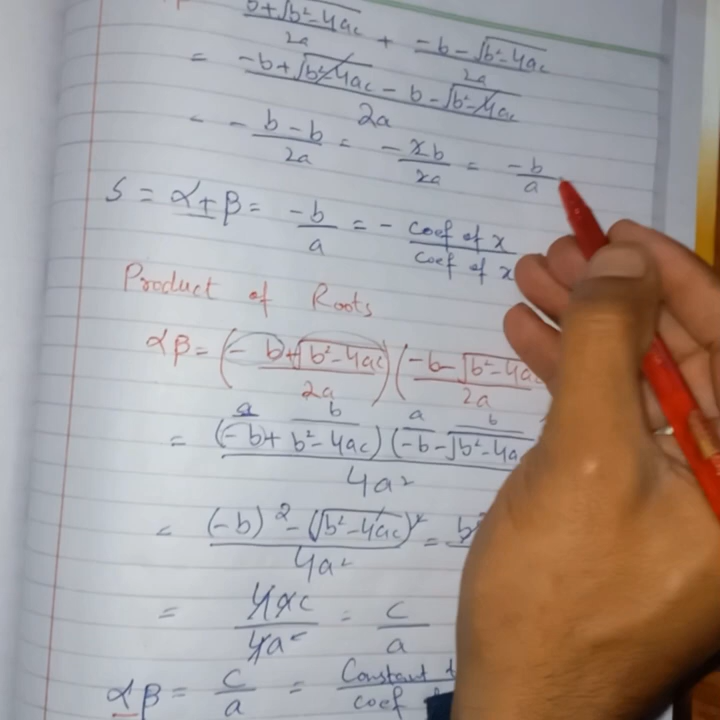 b+√b²-4ac/2a + -b-√b²-4ac/2a
= -b+√b²-4ac - b-√b²-4ac/2a
= -b-b/2a = -2b/2a = -b/a
S = α+β = -b/a = - coef of x/coef of x
Product of Roots
αβ = (-b+√b²-4ac/2a)(-b-√b²-4ac/2a
a b a b
= (-b+ b²-4ac)(-b-√b²-4a/4a²
= (-b)²-(√b²-4ac)²/4a² = b²
= 4ac/4a² = c/a
αβ = c/a = Constant t/coef